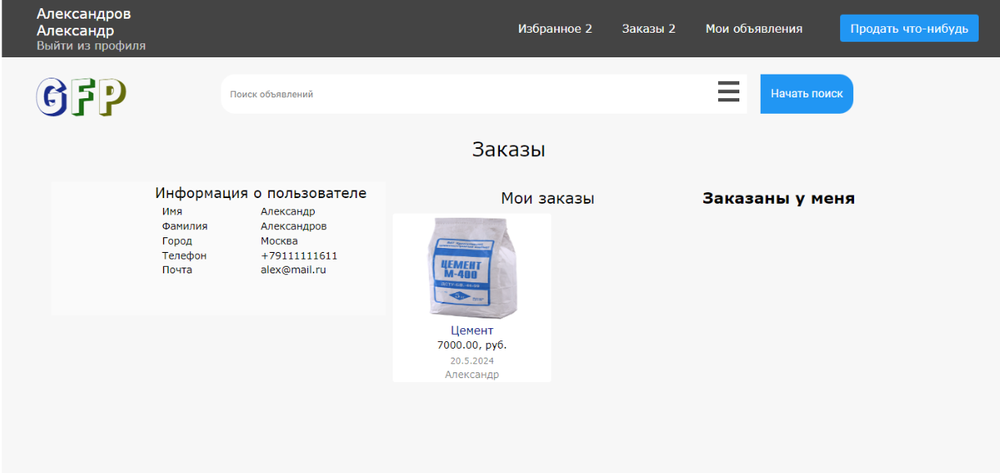 Александров
Александр
Выйти из профиля
Избранное 2
Заказы 2
Мои объявления
Продать что-нибудь
GFP
Поиск объявлений
Начать поиск
Заказы
Информация о пользователе
Имя Александр
Фамилия Александров
Город Москва
Телефон +79111111611
Почта alex@mail.ru
Мои заказы
Заказаны у меня
ЦЕМЕНТ
М-400
Цемент
7000.00, руб.
20.5.2024
Александр